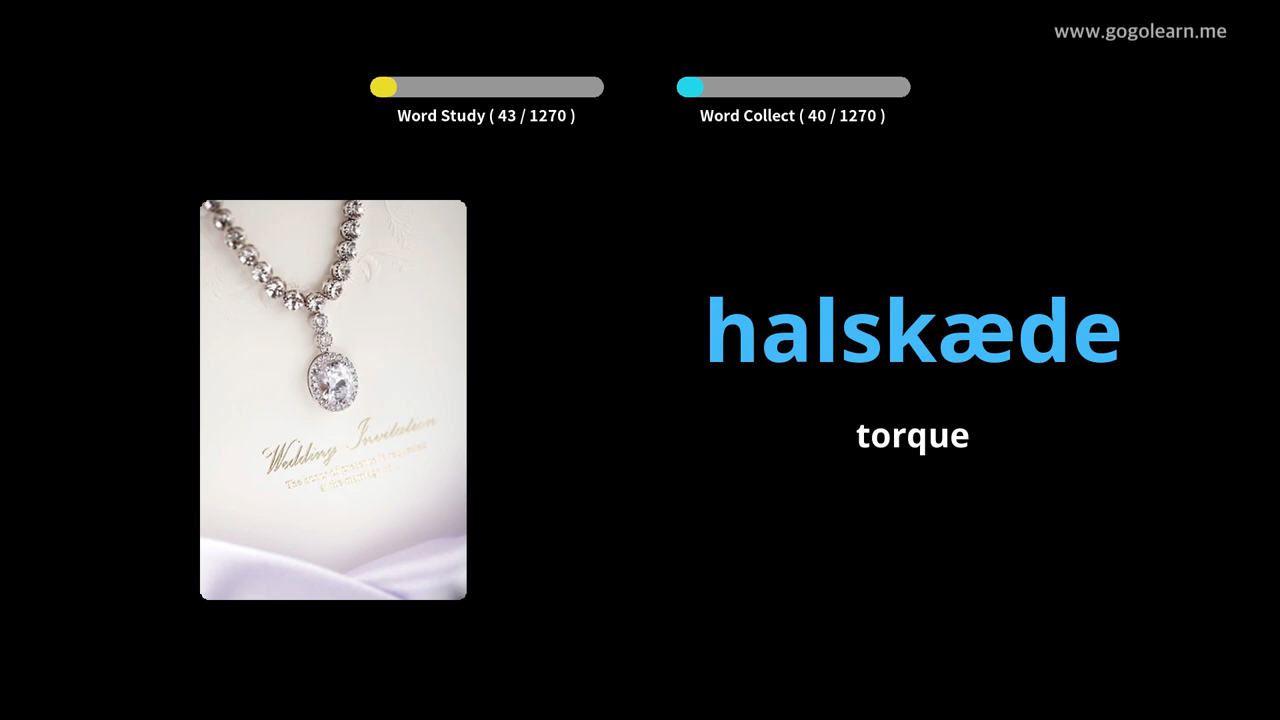 www.gogolearn.me
Word Study ( 43 / 1270 )
Word Collect ( 40 / 1270 )
halskæde
torque
Wedding Invitation